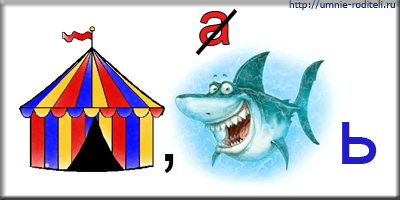 http://umnie-roditeli.ru
а
, ь